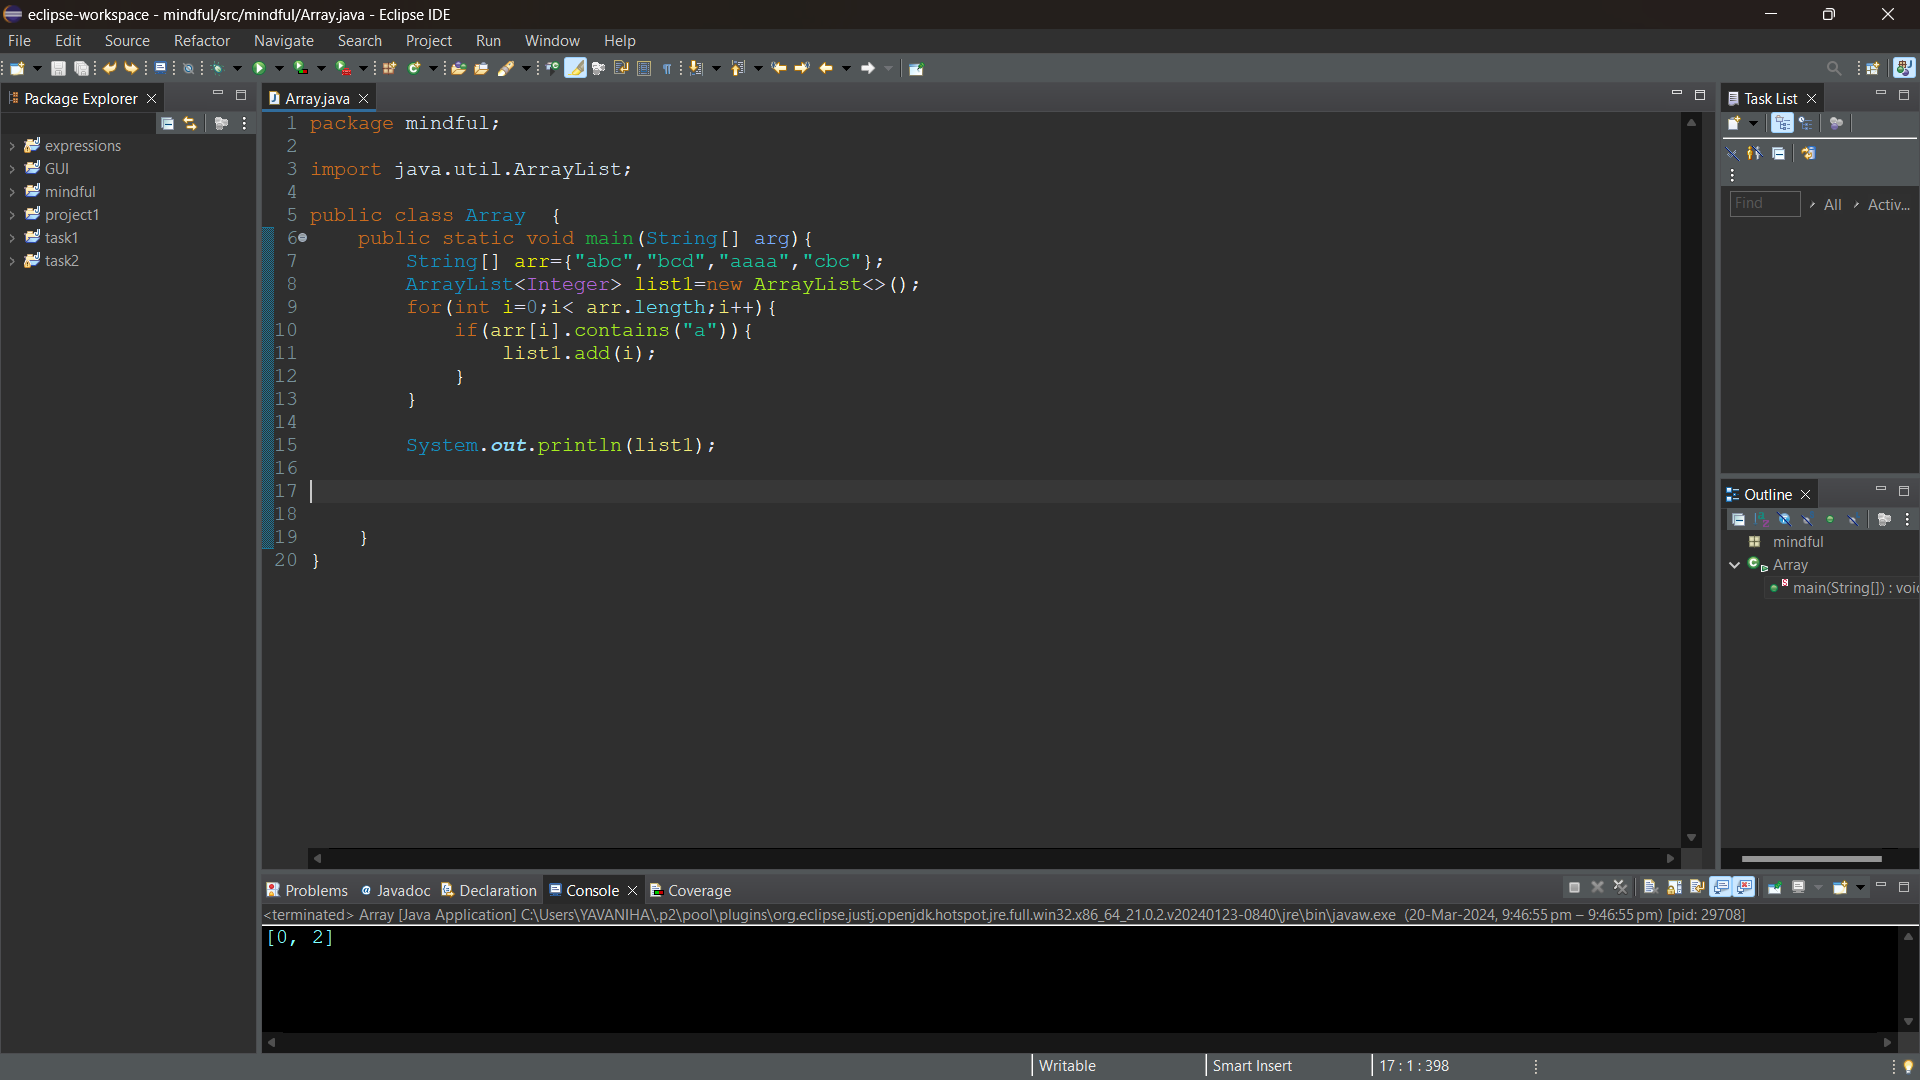 eclipse-workspace - mindful/src/mindful/Array.java - Eclipse IDE
File Edit Source Refactor Navigate Search Project Run Window Help
Package Explorer
expressions
GUI
mindful
project1
task1
task2
Array.java
1 package mindful;
2
3 import java.util.ArrayList;
4
5 public class Array  {
6     public static void main(String[] arg){
7         String[] arr={"abc","bcd","aaaa","cbc"};
8         ArrayList<Integer> list1=new ArrayList<>();
9         for(int i=0;i< arr.length;i++){
10             if(arr[i].contains("a")){
11                 list1.add(i);
12             }
13         }
14
15         System.out.println(list1);
16
17
18
19     }
20 }
Task List
Find All Activ...
Outline
mindful
Array
main(String[]) : voi
Problems Javadoc Declaration Console Coverage
<terminated> Array [Java Application] C:\Users\YAVANIHA\.p2\pool\plugins\org.eclipse.justj.openjdk.hotspot.jre.full.win32.x86_64_21.0.2.v20240123-0840\jre\bin\javaw.exe (20-Mar-2024, 9:46:55 pm – 9:46:55 pm) [pid: 29708]
[0, 2]
Writable Smart Insert 17 : 1 : 398